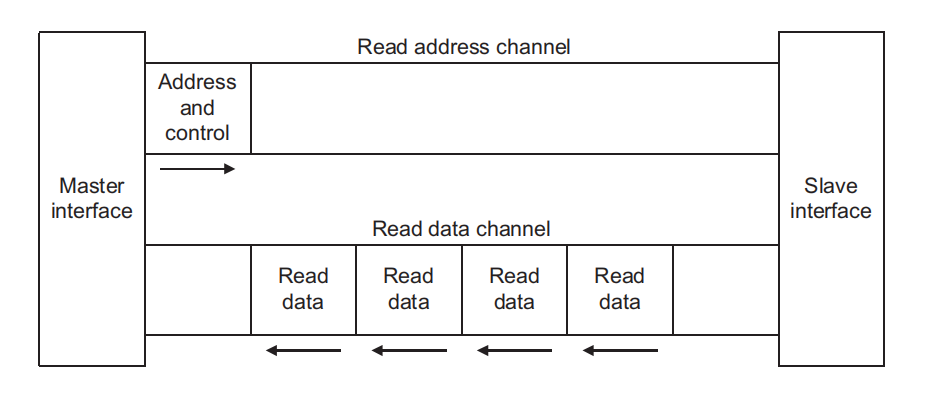 Read address channel
Address
and
control
Master
interface
Slave
interface
Read data channel
Read
data
Read
data
Read
data
Read
data